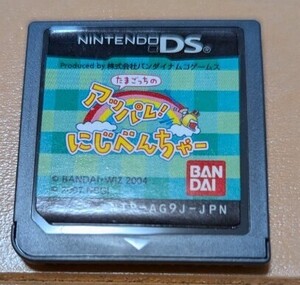 NINTENDO DS
Produced by 株式会社バンダイナムコゲームス
たまごっちの
アッパレ!
にじべんちゃー
BAN
DAI
© BANDAI・WiZ 2004
-AG9J-JPN